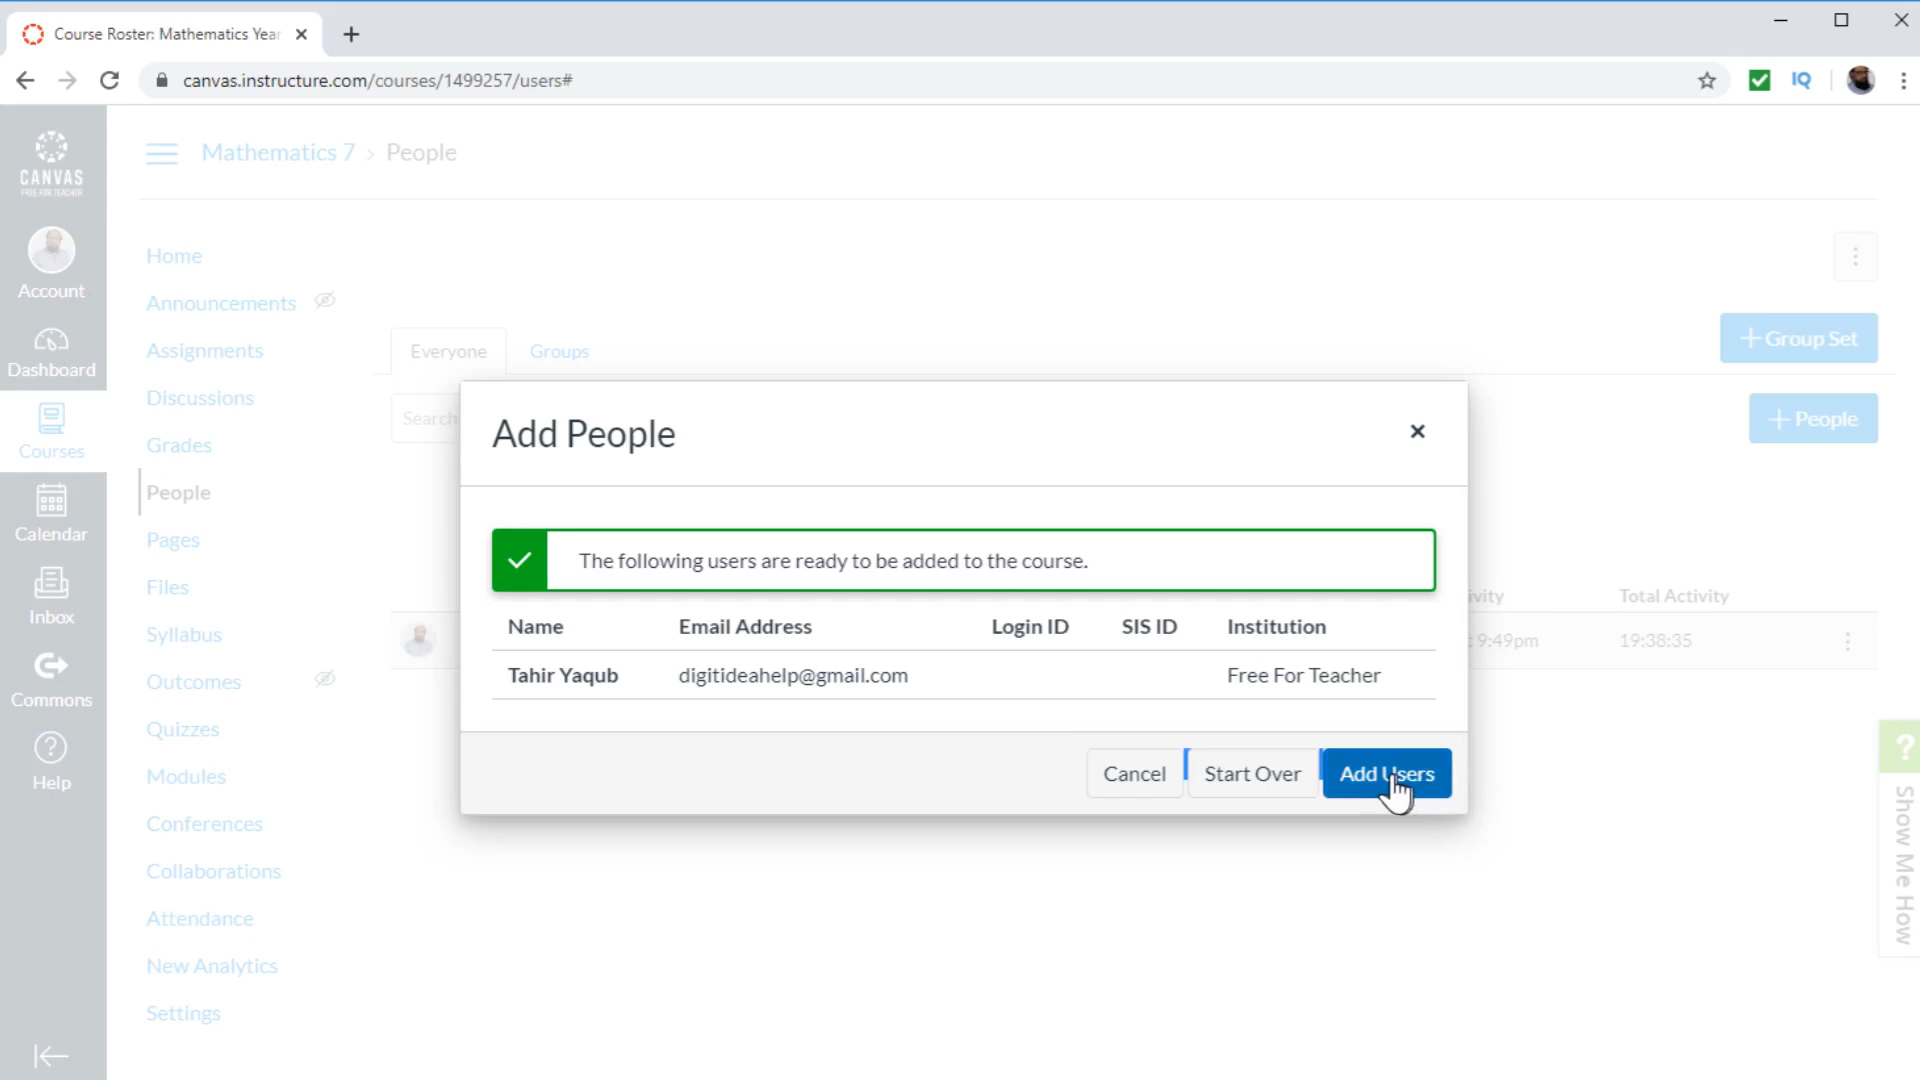 Course Roster: Mathematics Year
canvas.instructure.com/courses/1499257/users#
IQ
CANVAS
FREE FOR TEACHER
Account
Dashboard
Courses
Calendar
Inbox
Commons
Help
Mathematics 7 > People
Home
Announcements
Assignments
Discussions
Grades
People
Pages
Files
Syllabus
Outcomes
Quizzes
Modules
Conferences
Collaborations
Attendance
New Analytics
Settings
Everyone Groups
+ Group Set
Search
+ People
ivity Total Activity
9:49pm 19:38:35
Add People
The following users are ready to be added to the course.
Name Email Address Login ID SIS ID Institution
Tahir Yaqub digitideahelp@gmail.com Free For Teacher
Cancel Start Over Add Users
? Show Me How